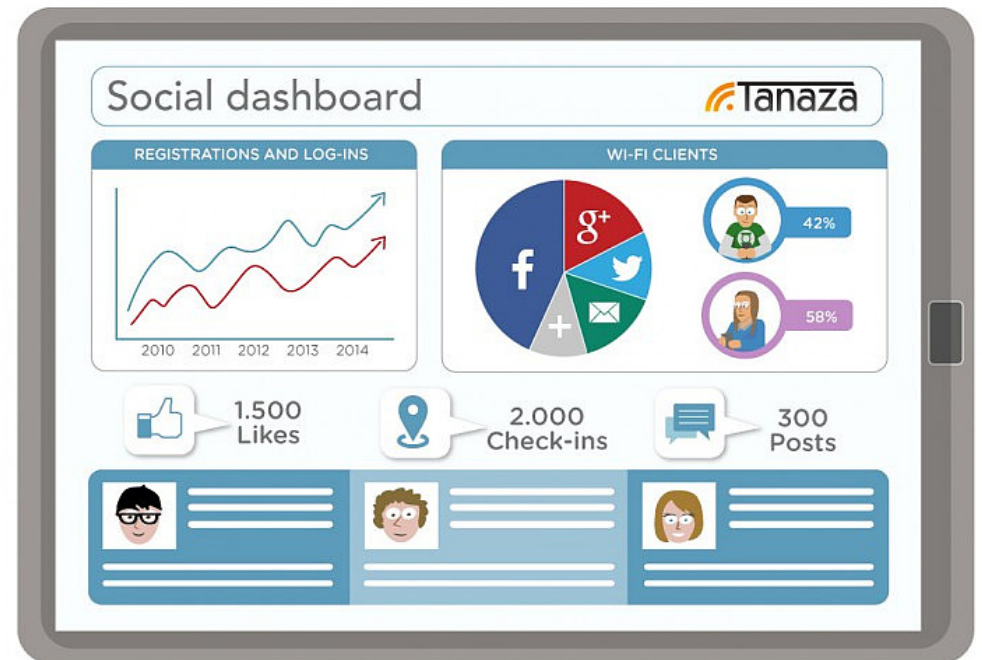 Social dashboard
Tanaza
REGISTRATIONS AND LOG-INS
2010 2011 2012 2013 2014
WI-FI CLIENTS
f
g+
+
42%
58%
1.500
Likes
2.000
Check-ins
300
Posts